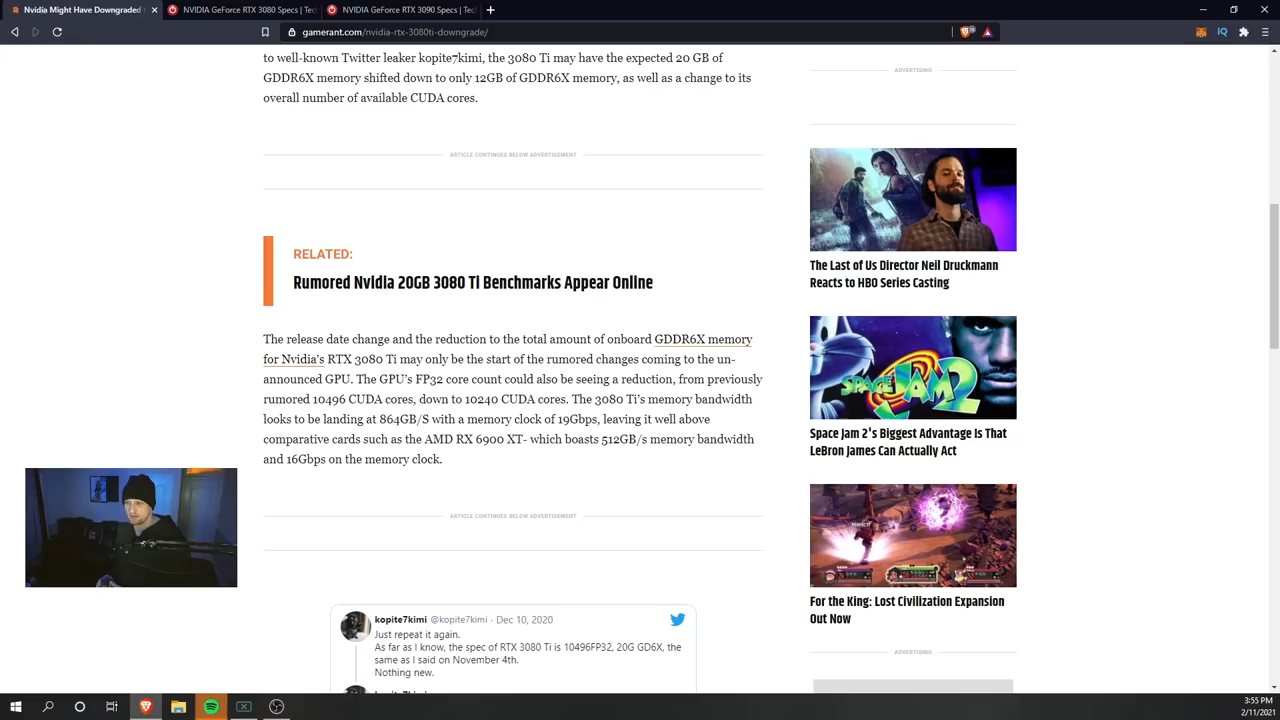 Nvidia Might Have Downgraded
NVIDIA GeForce RTX 3080 Specs | Tech
NVIDIA GeForce RTX 3090 Specs | Tech
gamerant.com/nvidia-rtx-3080ti-downgrade/
to well-known Twitter leaker kopite7kimi, the 3080 Ti may have the expected 20 GB of
GDDR6X memory shifted down to only 12GB of GDDR6X memory, as well as a change to its
overall number of available CUDA cores.
ARTICLE CONTINUES BELOW ADVERTISEMENT
RELATED:
Rumored Nvidia 20GB 3080 Ti Benchmarks Appear Online
The release date change and the reduction to the total amount of onboard GDDR6X memory
for Nvidia's RTX 3080 Ti may only be the start of the rumored changes coming to the un-
announced GPU. The GPU's FP32 core count could also be seeing a reduction, from previously
rumored 10496 CUDA cores, down to 10240 CUDA cores. The 3080 Ti's memory bandwidth
looks to be landing at 864GB/S with a memory clock of 19Gbps, leaving it well above
comparative cards such as the AMD RX 6900 XT- which boasts 512GB/s memory bandwidth
and 16Gbps on the memory clock.
ARTICLE CONTINUES BELOW ADVERTISEMENT
kopite7kimi @kopite7kimi · Dec 10, 2020
Just repeat it again.
As far as I know, the spec of RTX 3080 Ti is 10496FP32, 20G GD6X, the
same as I said on November 4th.
Nothing new.
ADVERTISING
The Last of Us Director Neil Druckmann
Reacts to HBO Series Casting
SPACE JAM 2
Space Jam 2's Biggest Advantage Is That
LeBron James Can Actually Act
PERFECT!
For the King: Lost Civilization Expansion
Out Now
ADVERTISING
IQ
3:55 PM
2/11/2021